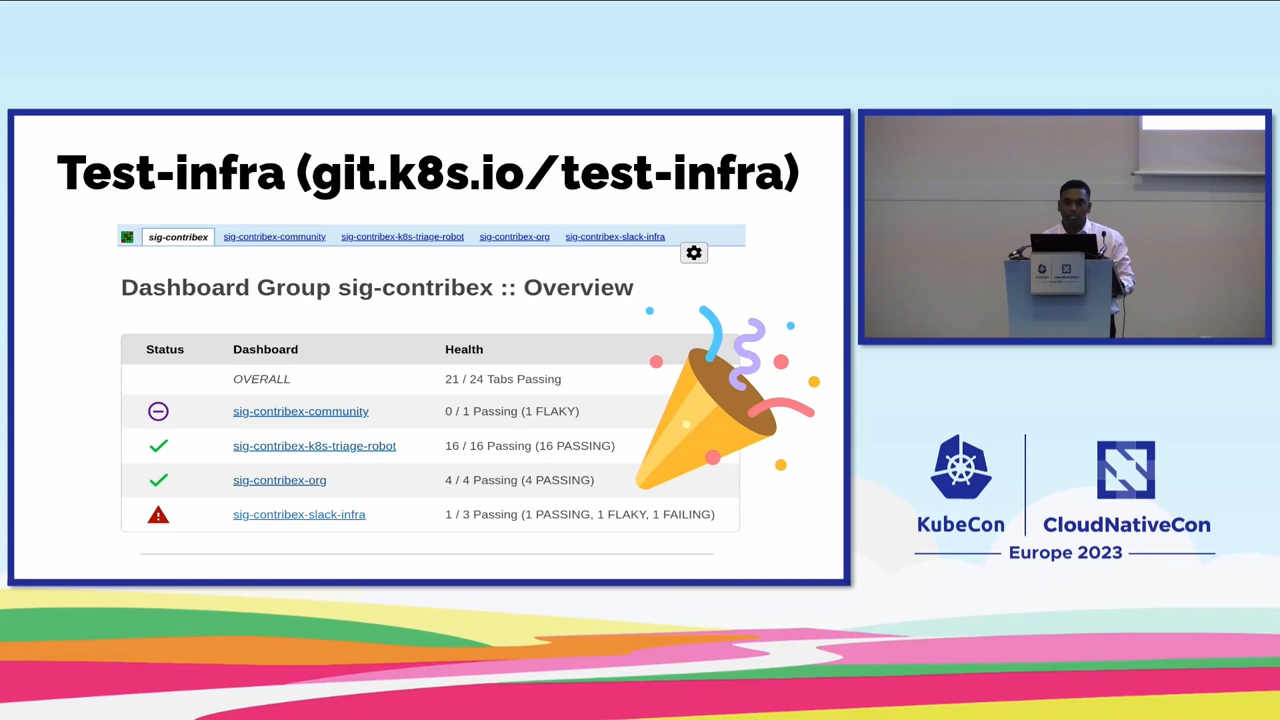 Test-infra (git.k8s.io/test-infra)
sig-contribex sig-contribex-community sig-contribex-k8s-triage-robot sig-contribex-org sig-contribex-slack-infra
Dashboard Group sig-contribex :: Overview
Status Dashboard Health
OVERALL 21 / 24 Tabs Passing
sig-contribex-community 0 / 1 Passing (1 FLAKY)
sig-contribex-k8s-triage-robot 16 / 16 Passing (16 PASSING)
sig-contribex-org 4 / 4 Passing (4 PASSING)
sig-contribex-slack-infra 1 / 3 Passing (1 PASSING, 1 FLAKY, 1 FAILING)
KubeCon CloudNativeCon
Europe 2023